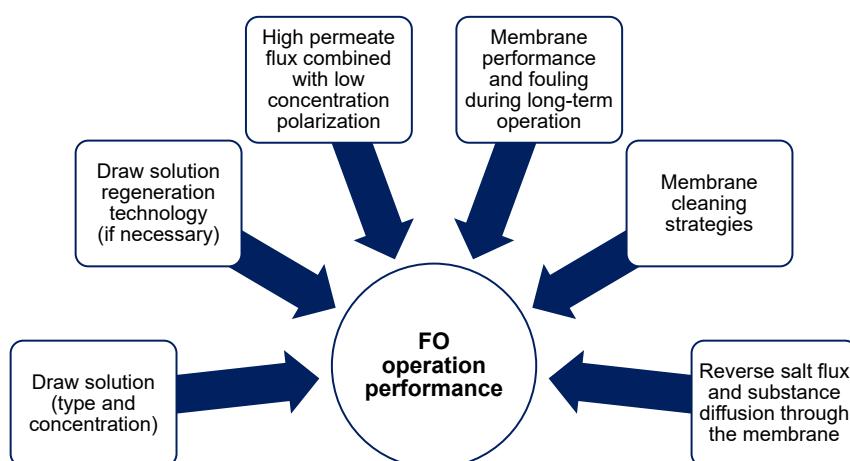 High permeate
flux combined
with low
concentration
polarization
Membrane
performance
and fouling
during long-term
operation
Draw solution
regeneration
technology
(if necessary)
Membrane
cleaning
strategies
FO
operation
performance
Draw solution
(type and
concentration)
Reverse salt flux
and substance
diffusion through
the membrane